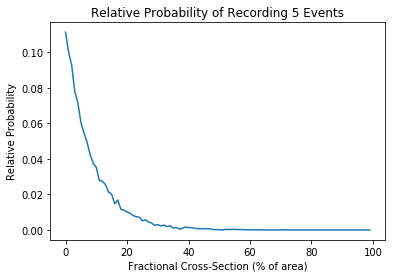 Relative Probability of Recording 5 Events
Relative Probability
0.10
0.08
0.06
0.04
0.02
0.00
0 20 40 60 80 100
Fractional Cross-Section (% of area)